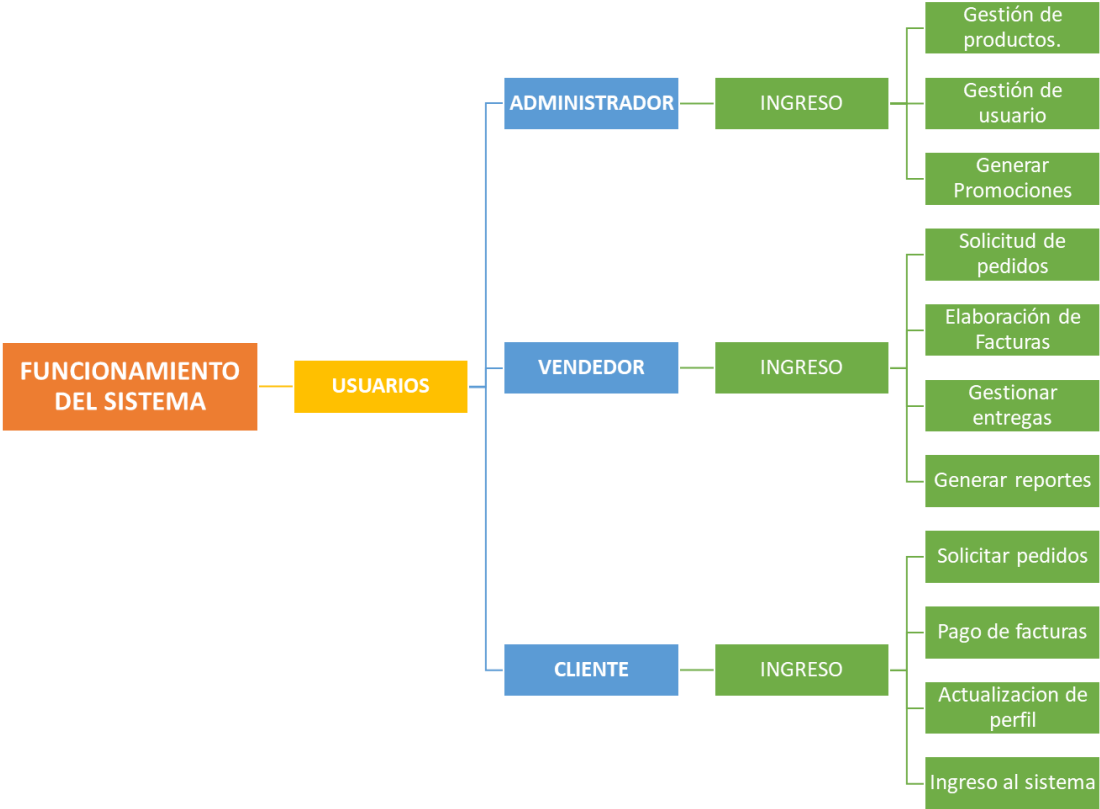 FUNCIONAMIENTO
DEL SISTEMA
USUARIOS
ADMINISTRADOR
INGRESO
Gestión de
productos.
Gestión de
usuario
Generar
Promociones
VENDEDOR
INGRESO
Solicitud de
pedidos
Elaboración de
Facturas
Gestionar
entregas
Generar reportes
CLIENTE
INGRESO
Solicitar pedidos
Pago de facturas
Actualizacion de
perfil
Ingreso al sistema